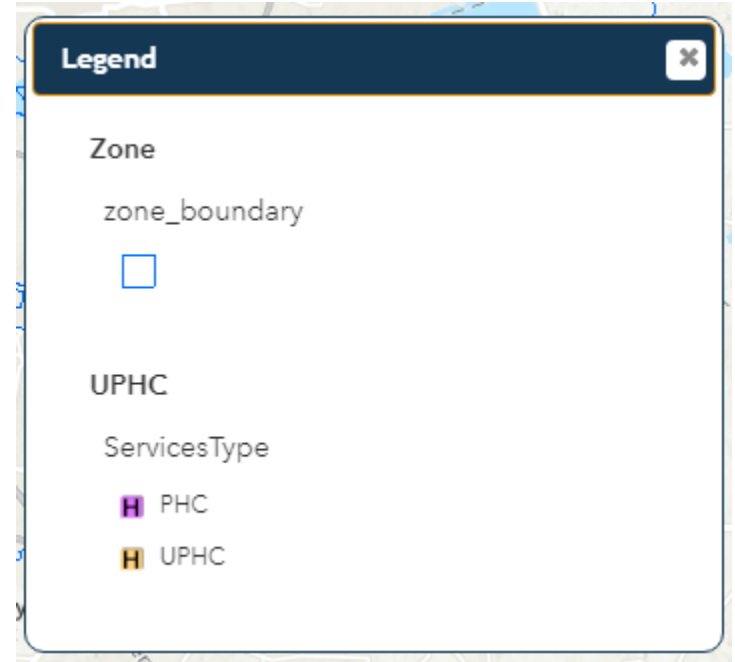 Legend
Zone
zone_boundary
UPHC
ServicesType
H PHC
H UPHC